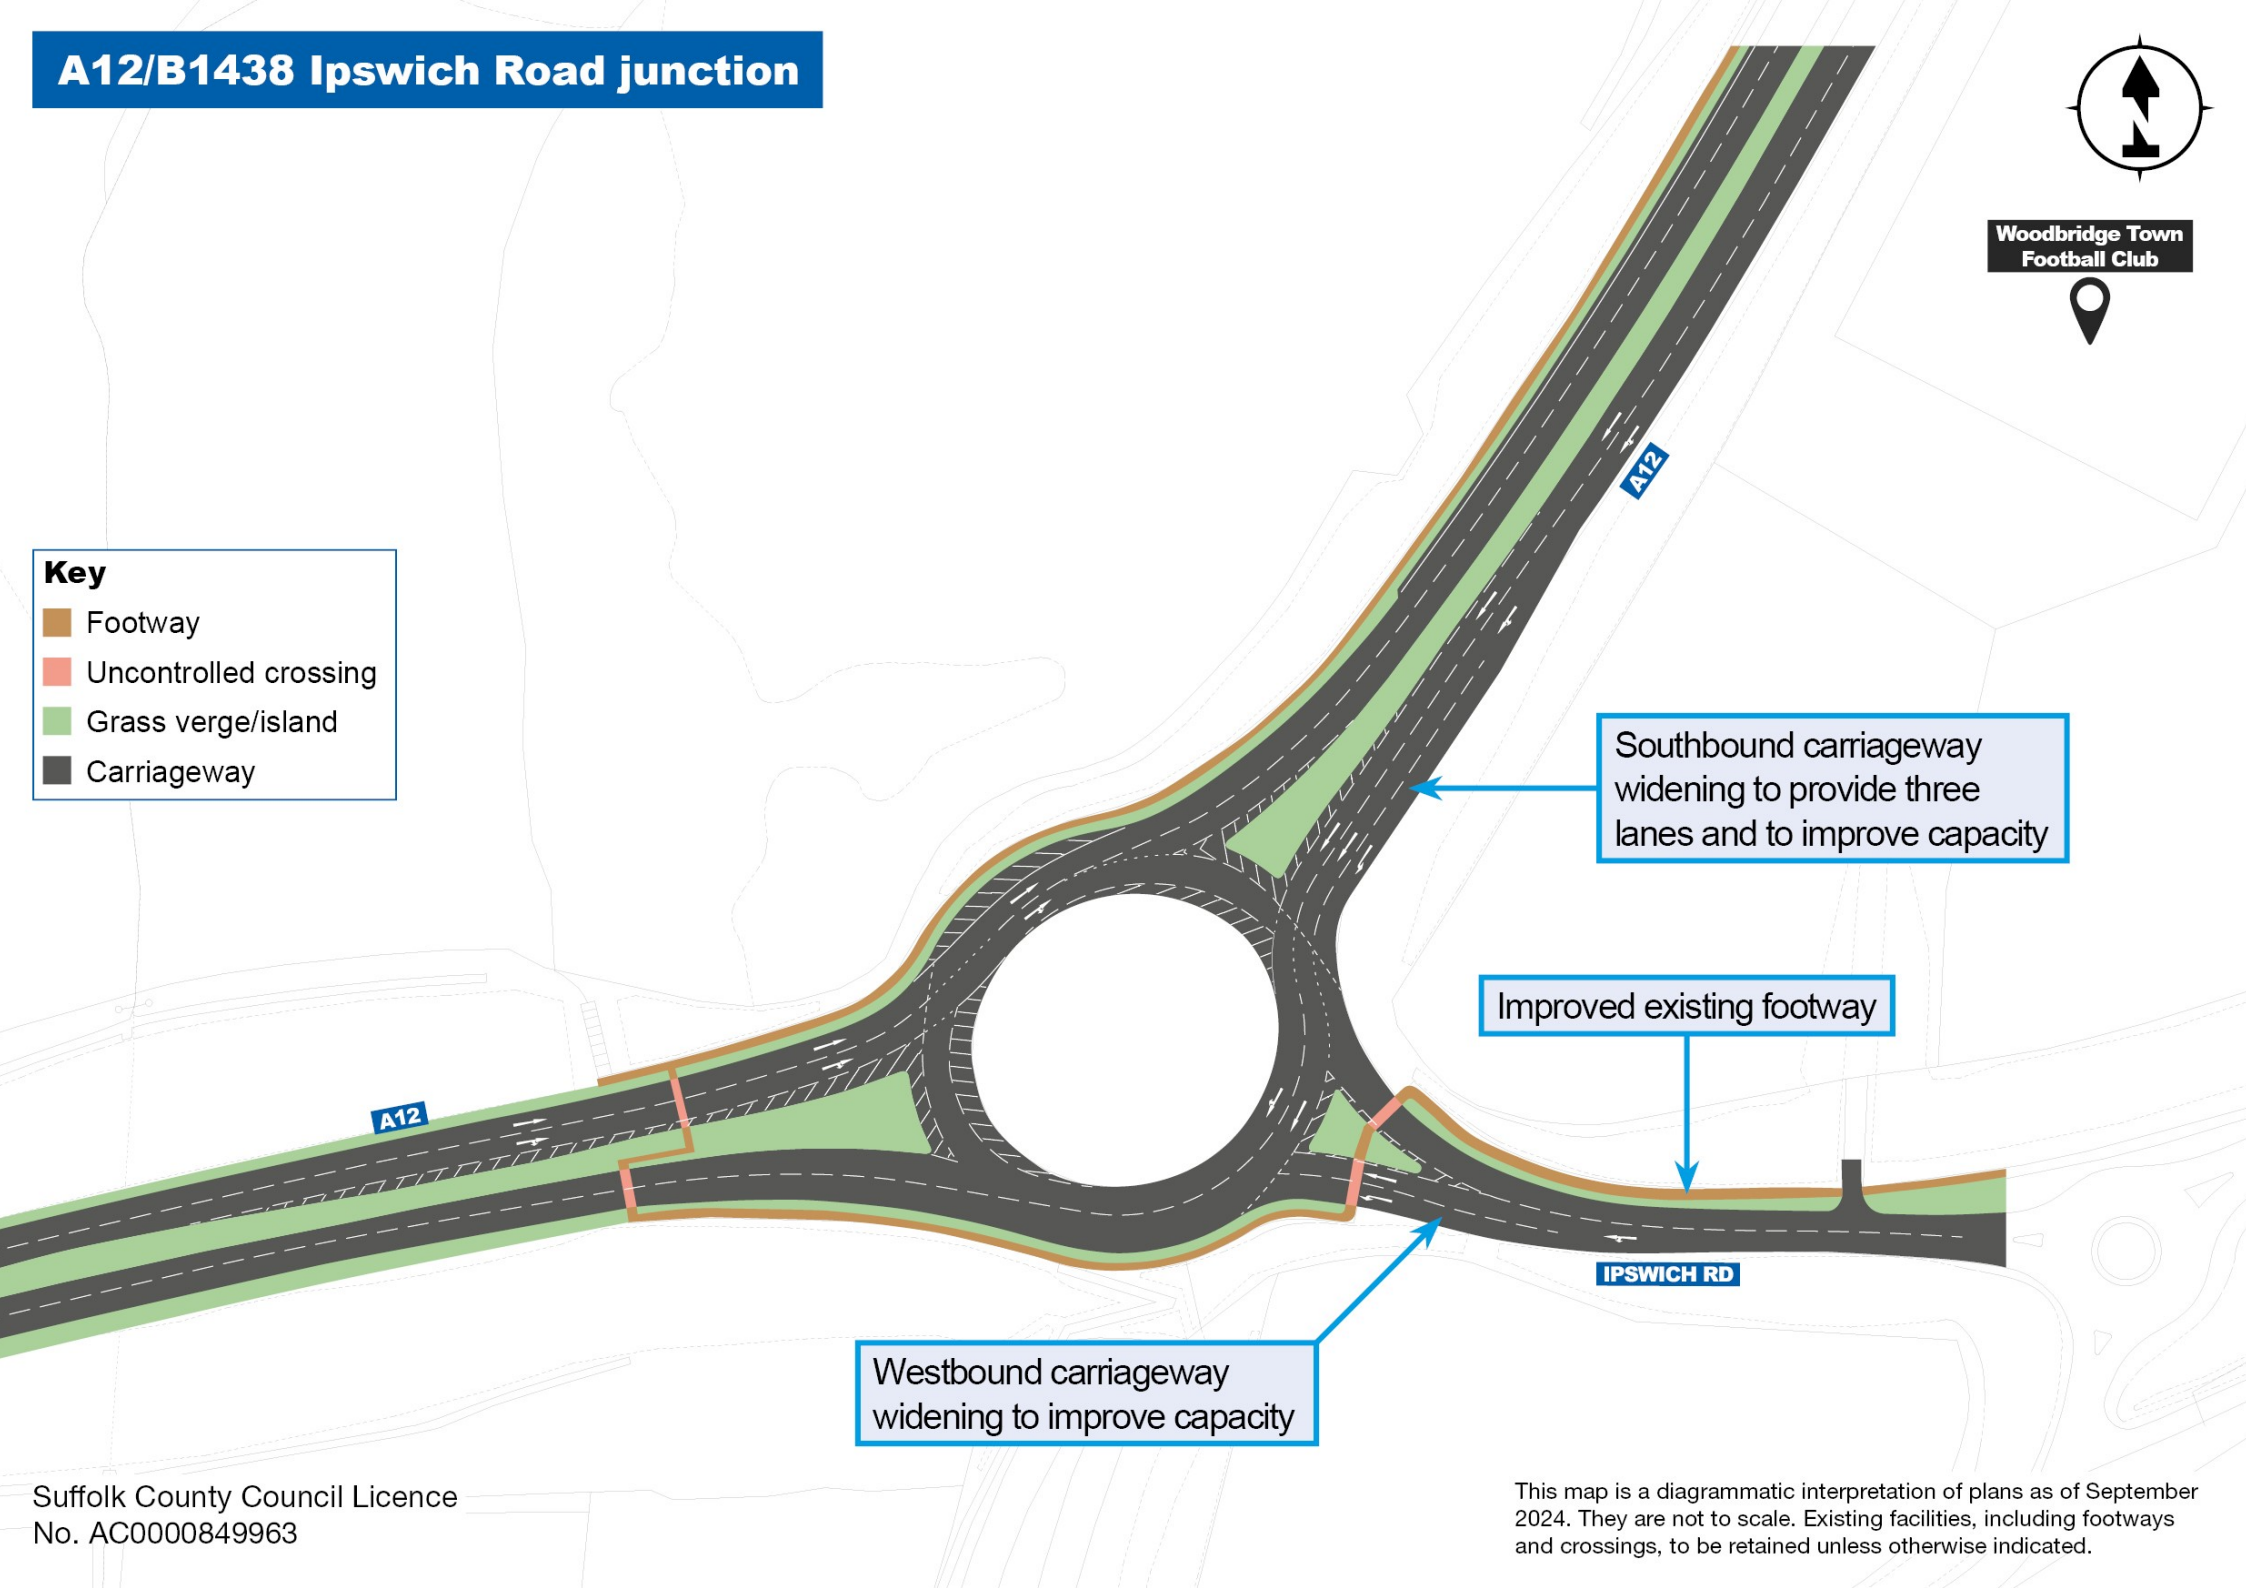 A12/B1438 Ipswich Road junction
N
Woodbridge Town
Football Club
Key
Footway
Uncontrolled crossing
Grass verge/island
Carriageway
A12
Southbound carriageway
widening to provide three
lanes and to improve capacity
Improved existing footway
A12
IPSWICH RD
Westbound carriageway
widening to improve capacity
Suffolk County Council Licence
No. AC0000849963
This map is a diagrammatic interpretation of plans as of September
2024. They are not to scale. Existing facilities, including footways
and crossings, to be retained unless otherwise indicated.